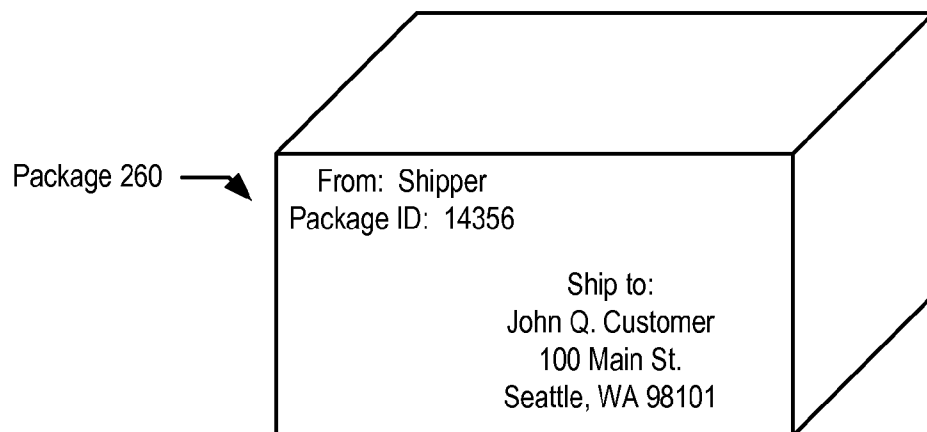 Package 260
From: Shipper
Package ID: 14356
Ship to:
John Q. Customer
100 Main St.
Seattle, WA 98101